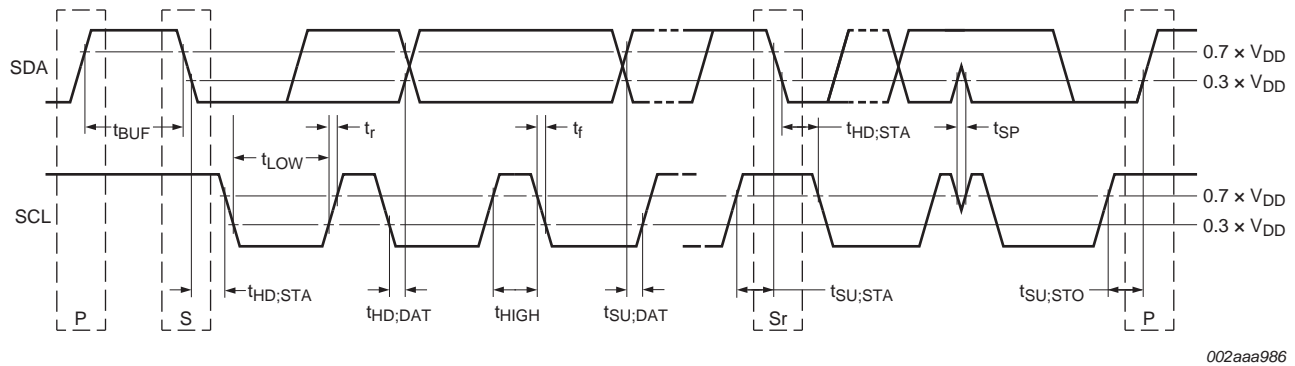 SDA
0.7 × VDD
0.3 × VDD
tBUF
tr
tf
tHD;STA
tSP
tLOW
SCL
0.7 × VDD
0.3 × VDD
tHD;STA
tHD;DAT
tHIGH
tSU;DAT
tSU;STA
tSU;STO
P
S
Sr
P
002aaa986